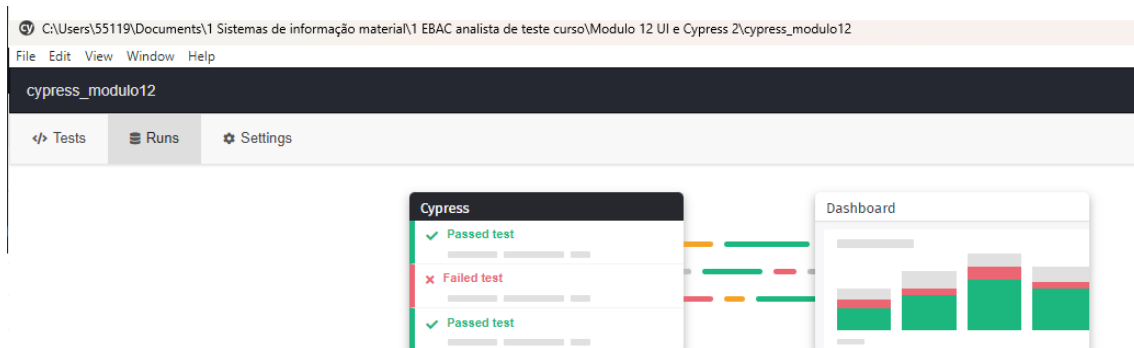 cy C:\Users\55119\Documents\1 Sistemas de informação material\1 EBAC analista de teste curso\Modulo 12 UI e Cypress 2\cypress_modulo12
File Edit View Window Help
cypress_modulo12
</> Tests Runs Settings
Cypress Dashboard
Passed test
Failed test
Passed test